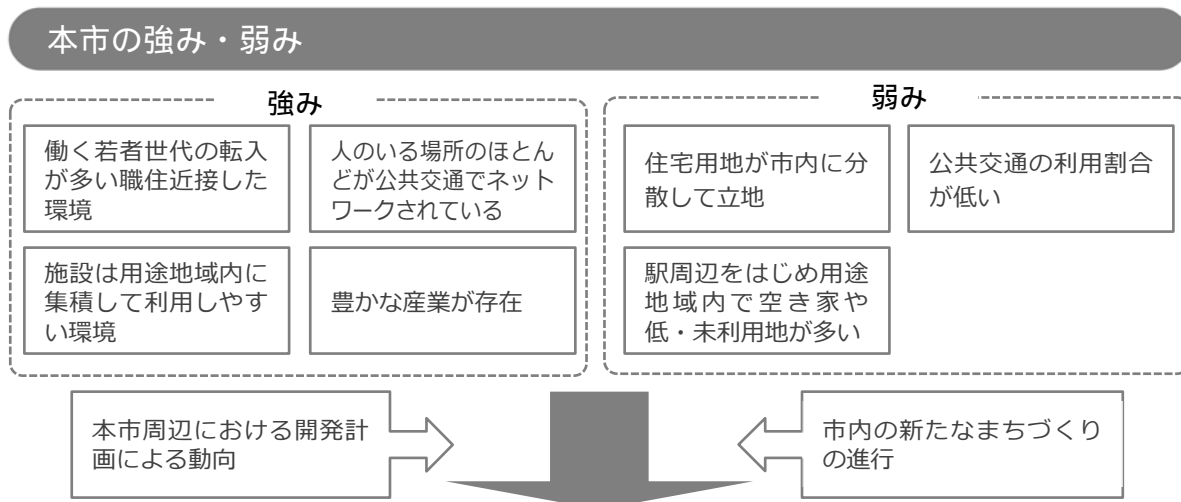 本市の強み・弱み
強み
働く若者世代の転入
が多い職住近接した
環境
人のいる場所のほとん
どが公共交通でネット
ワークされている
施設は用途地域内に
集積して利用しやす
い環境
豊かな産業が存在
弱み
住宅用地が市内に分
散して立地
公共交通の利用割合
が低い
駅周辺をはじめ用途
地域内で空き家や
低・未利用地が多い
本市周辺における開発計
画による動向
市内の新たなまちづくり
の進行